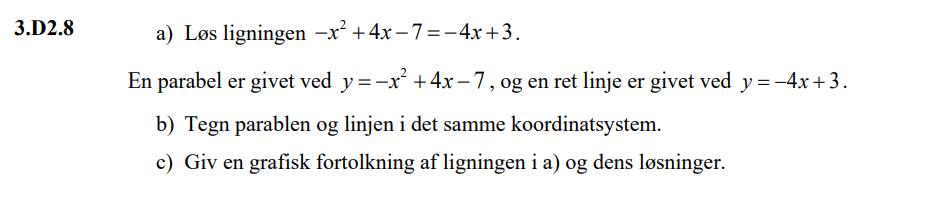 3.D2.8 a) Løs ligningen −x² + 4x − 7 = −4x + 3.
En parabel er givet ved y = −x² + 4x − 7, og en ret linje er givet ved y = −4x + 3.
b) Tegn parablen og linjen i det samme koordinatsystem.
c) Giv en grafisk fortolkning af ligningen i a) og dens løsninger.